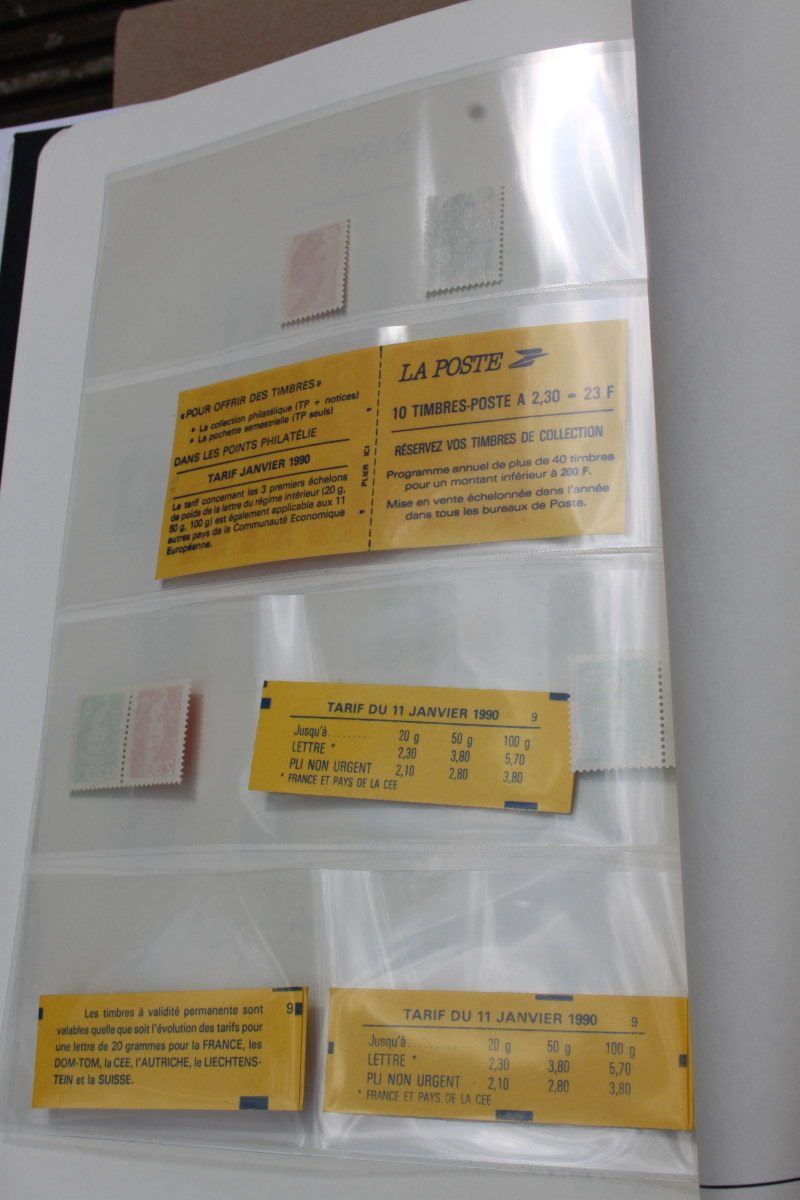 RANCE
«POUR OFFRIR DES TIMBRES»
• La collection philatélique (TP + notices)
• La pochette semestrielle (TP seuls)
DANS LES POINTS PHILATÉLIE
TARIF JANVIER 1990
Le tarif concernant les 3 premiers échelons
de poids de la lettre du régime intérieur (20 g,
50 g, 100 g) est également applicable aux 11
autres pays de la Communauté Economique
Européenne.
PLIER ICI
LA POSTE
10 TIMBRES-POSTE A 2,30 = 23 F
RÉSERVEZ VOS TIMBRES DE COLLECTION
Programme annuel de plus de 40 timbres
pour un montant inférieur à 200 F.
Mise en vente échelonnée dans l'année
dans tous les bureaux de Poste.
TARIF DU 11 JANVIER 1990 9
Jusqu'à......... 20 g 50 g 100 g
LETTRE * 2,30 3,80 5,70
PLI NON URGENT 2,10 2,80 3,80
* FRANCE ET PAYS DE LA CEE
Les timbres à validité permanente sont 9
valables quelle que soit l'évolution des tarifs pour
une lettre de 20 grammes pour la FRANCE, les
DOM-TOM, la CEE, l'AUTRICHE, le LIECHTENS-
TEIN et la SUISSE.
TARIF DU 11 JANVIER 1990 9
Jusqu'à......... 20 g 50 g 100 g
LETTRE * 2,30 3,80 5,70
PLI NON URGENT 2,10 2,80 3,80
* FRANCE ET PAYS DE LA CEE